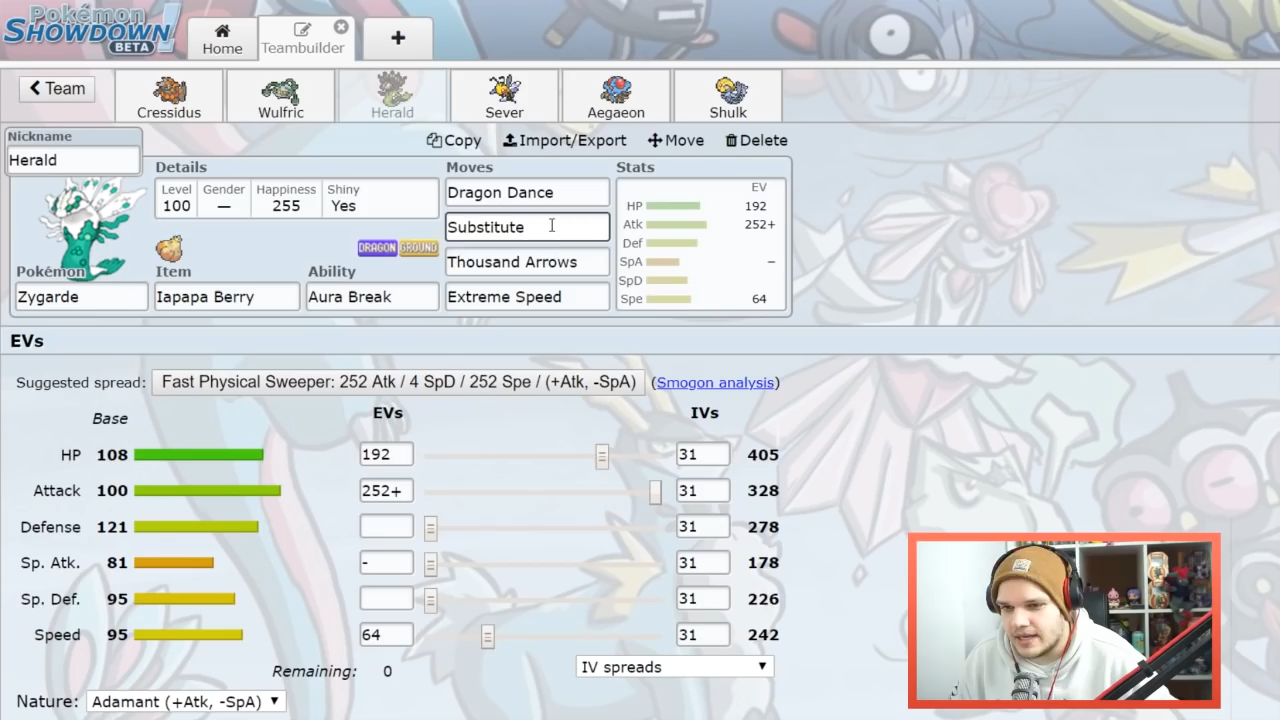 Pokémon
SHOWDOWN!
BETA
Home
Teambuilder
+
Team
Cressidus
Wulfric
Herald
Sever
Aegaeon
Shulk
Nickname
Herald
Copy
Import/Export
Move
Delete
Details
Level
100
Gender
—
Happiness
255
Shiny
Yes
DRAGON GROUND
Pokémon
Zygarde
Item
Iapapa Berry
Ability
Aura Break
Moves
Dragon Dance
Substitute
Thousand Arrows
Extreme Speed
Stats
EV
HP 192
Atk 252+
Def
SpA –
SpD
Spe 64
EVs
Suggested spread: Fast Physical Sweeper: 252 Atk / 4 SpD / 252 Spe / (+Atk, -SpA) (Smogon analysis)
Base EVs IVs
HP 108 192 31 405
Attack 100 252+ 31 328
Defense 121 31 278
Sp. Atk. 81 - 31 178
Sp. Def. 95 31 226
Speed 95 64 31 242
Remaining: 0 IV spreads
Nature: Adamant (+Atk, -SpA)